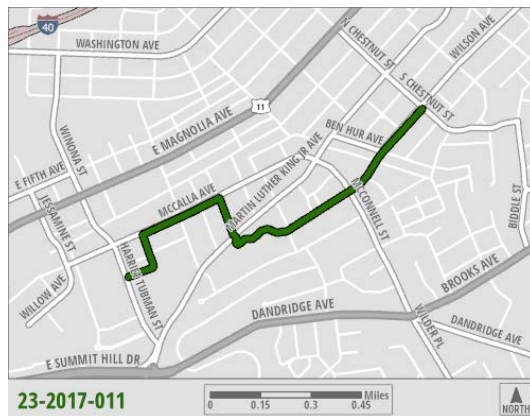 40
WASHINGTON AVE
N CHESTNUT ST
WILSON AVE
S CHESTNUT ST
11
E MAGNOLIA AVE
BEN HUR AVE
WINONA ST
MARTIN LUTHER KING JR AVE
E FIFTH AVE
MCCALLA AVE
JESSAMINE ST
MCCONNELL ST
BIDDLE ST
HARRIET TUBMAN ST
WILLOW AVE
BROOKS AVE
DANDRIDGE AVE
WILDER PL
DANDRIDGE AVE
E SUMMIT HILL DR
23-2017-011
Miles
0 0.15 0.3 0.45
NORTH